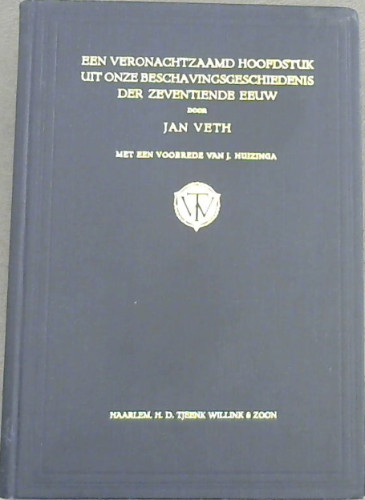 EEN VERONACHTZAAMD HOOFDSTUK
UIT ONZE BESCHAVINGSGESCHIEDENIS
DER ZEVENTIENDE EEUW
DOOR
JAN VETH
MET EEN VOORREDE VAN J. HUIZINGA
HAARLEM. H. D. TJEENK WILLINK & ZOON